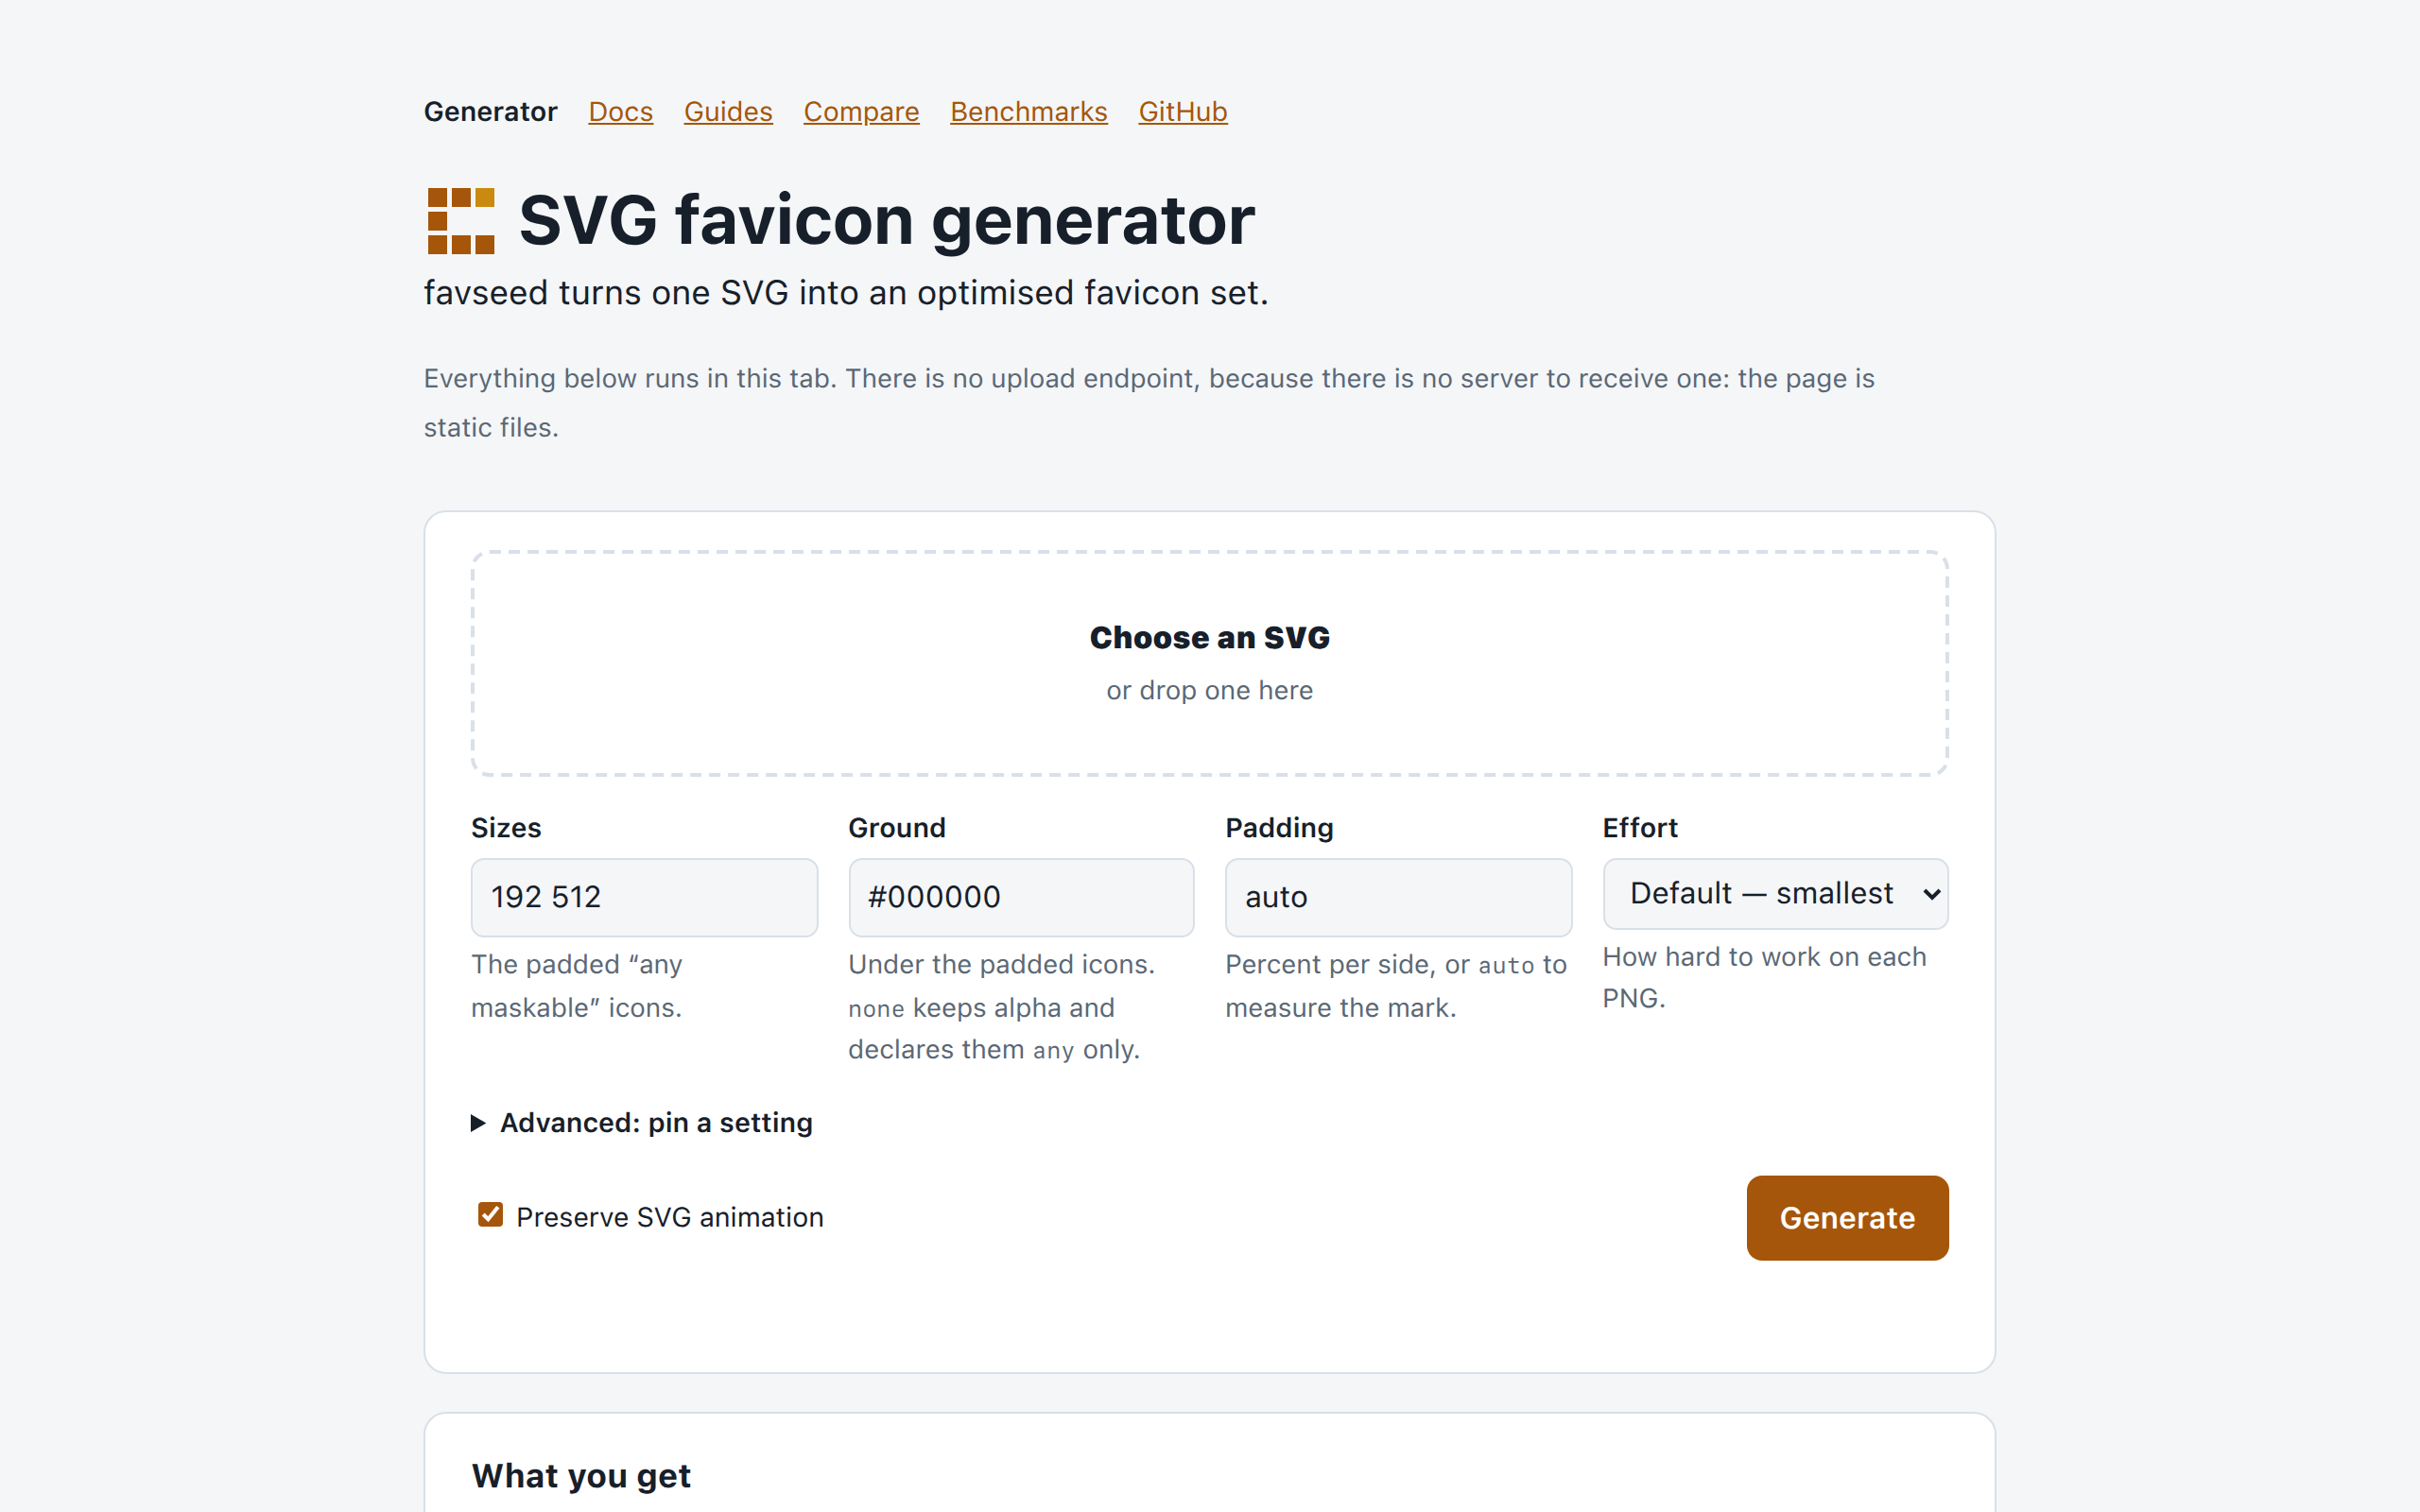 Generator Docs Guides Compare Benchmarks GitHub
SVG favicon generator
favseed turns one SVG into an optimised favicon set.
Everything below runs in this tab. There is no upload endpoint, because there is no server to receive one: the page is
static files.
Choose an SVG
or drop one here
Sizes
192 512
The padded “any
maskable” icons.
Ground
#000000
Under the padded icons.
none keeps alpha and
declares them any only.
Padding
auto
Percent per side, or auto to
measure the mark.
Effort
Default — smallest
How hard to work on each
PNG.
Advanced: pin a setting
Preserve SVG animation
Generate
What you get